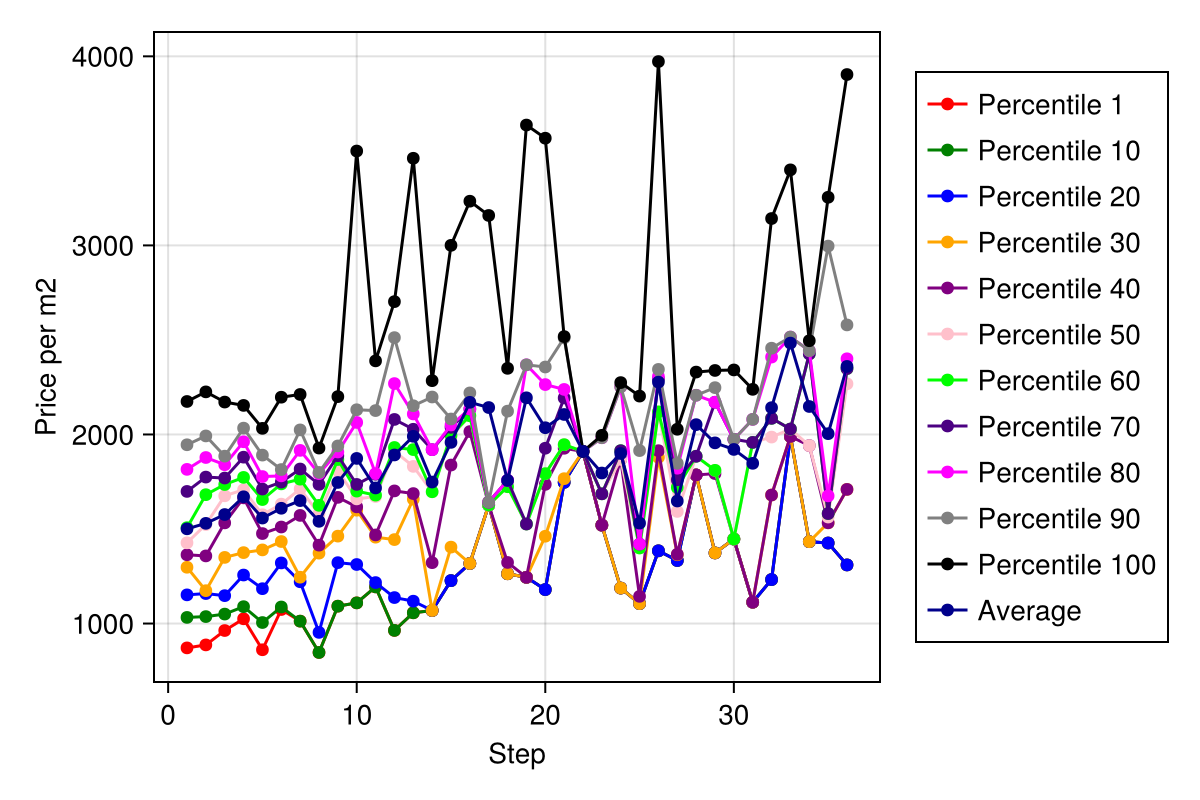 4000
3000
2000
1000
Price per m2
0
10
20
30
Step
Percentile 1
Percentile 10
Percentile 20
Percentile 30
Percentile 40
Percentile 50
Percentile 60
Percentile 70
Percentile 80
Percentile 90
Percentile 100
Average